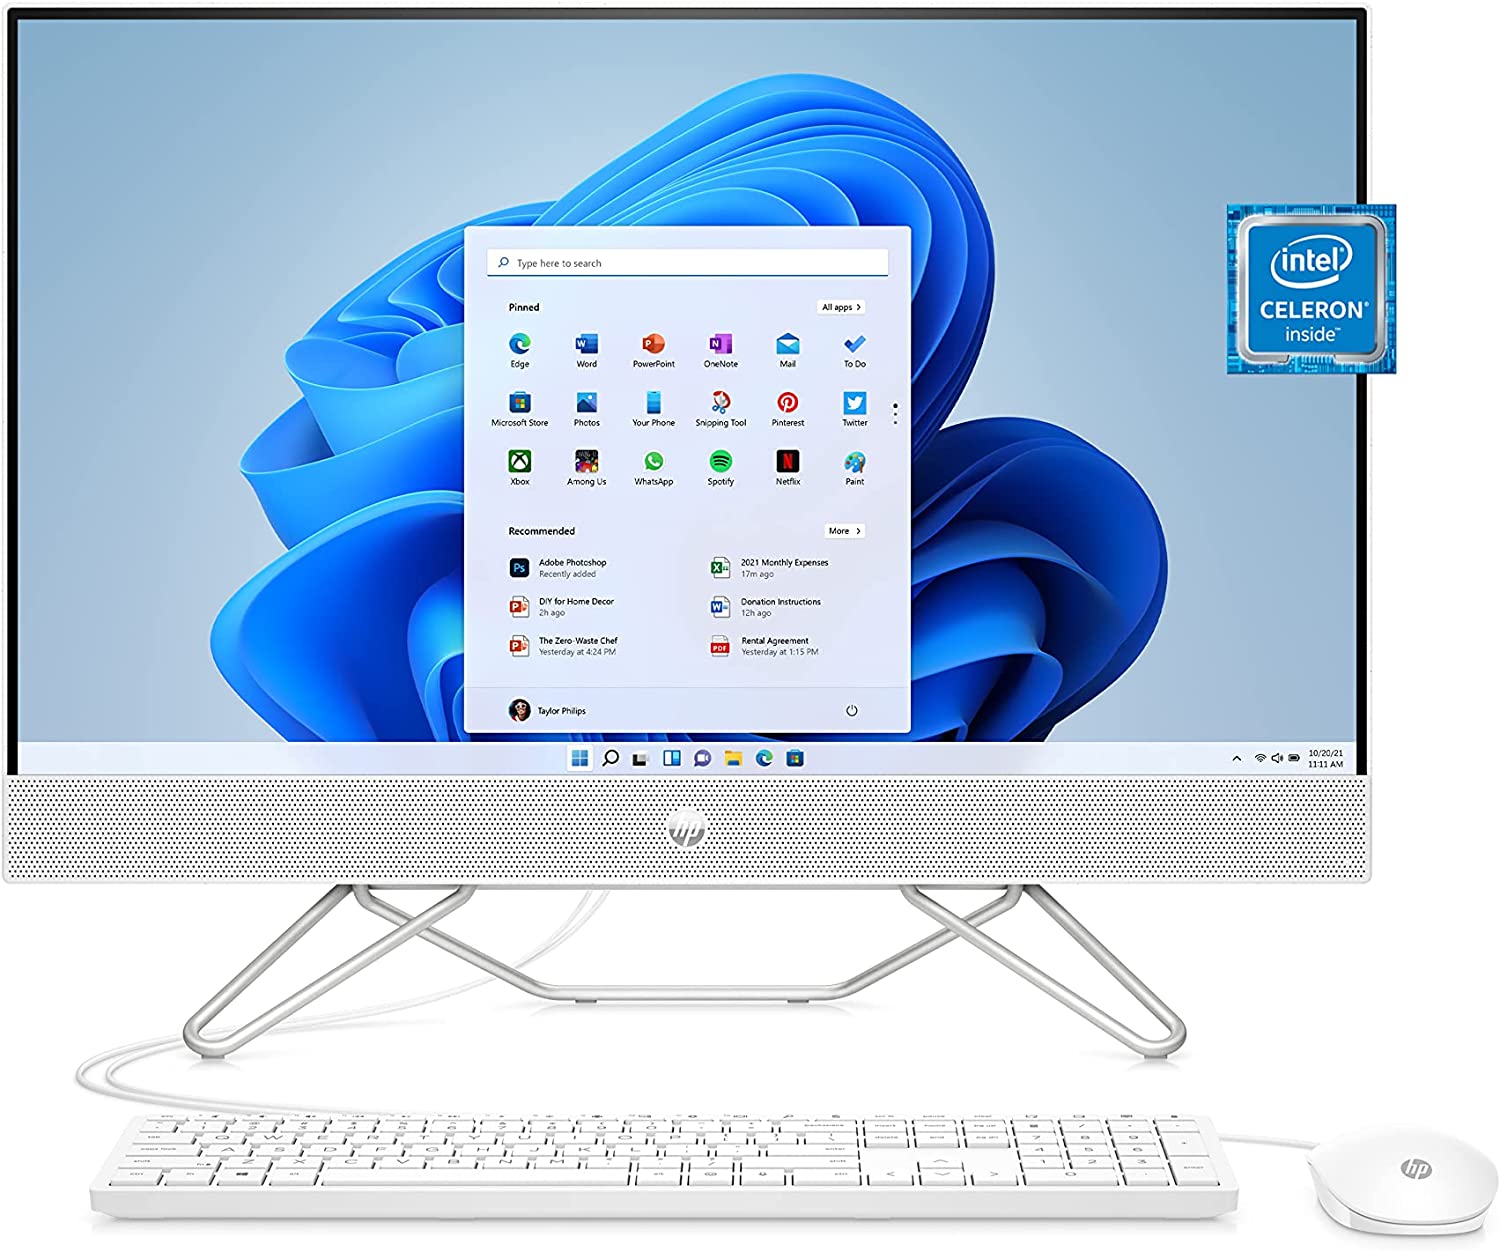 Type here to search
Pinned
All apps >
Edge
Word
PowerPoint
OneNote
Mail
To Do
Microsoft Store
Photos
Your Phone
Snipping Tool
Pinterest
Twitter
Xbox
Among Us
WhatsApp
Spotify
Netflix
Paint
Recommended
More >
Ps
Adobe Photoshop
Recently added
2021 Monthly Expenses
17m ago
DIY for Home Decor
2h ago
Donation Instructions
12h ago
The Zero-Waste Chef
Yesterday at 4:24 PM
PDF
Rental Agreement
Yesterday at 1:15 PM
Taylor Philips
10/20/21
11:11 AM
intel®
CELERON®
inside™
hp
Q W E R T Y U I O P
A S D F G H J K L
Z X C V B N M
hp